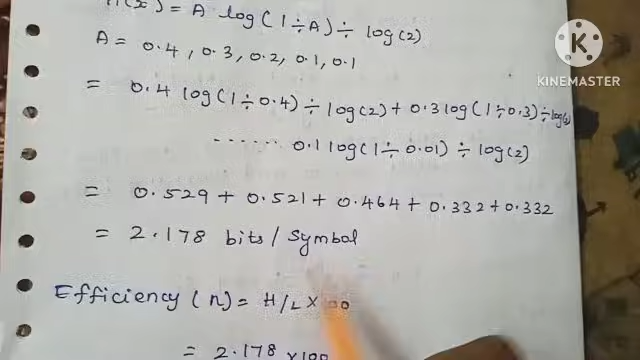 H(x) = A log(1÷A) ÷ log(2)
A = 0.4, 0.3, 0.2, 0.1, 0.1
= 0.4 log(1÷0.4) ÷ log(2) + 0.3 log(1÷0.3) ÷ log(2)
...... 0.1 log(1÷0.01) ÷ log(2)
= 0.529 + 0.521 + 0.464 + 0.332 + 0.332
= 2.178 bits / Symbol
Efficiency (n) = H/L × 100
= 2.178 × 100
KINEMASTER